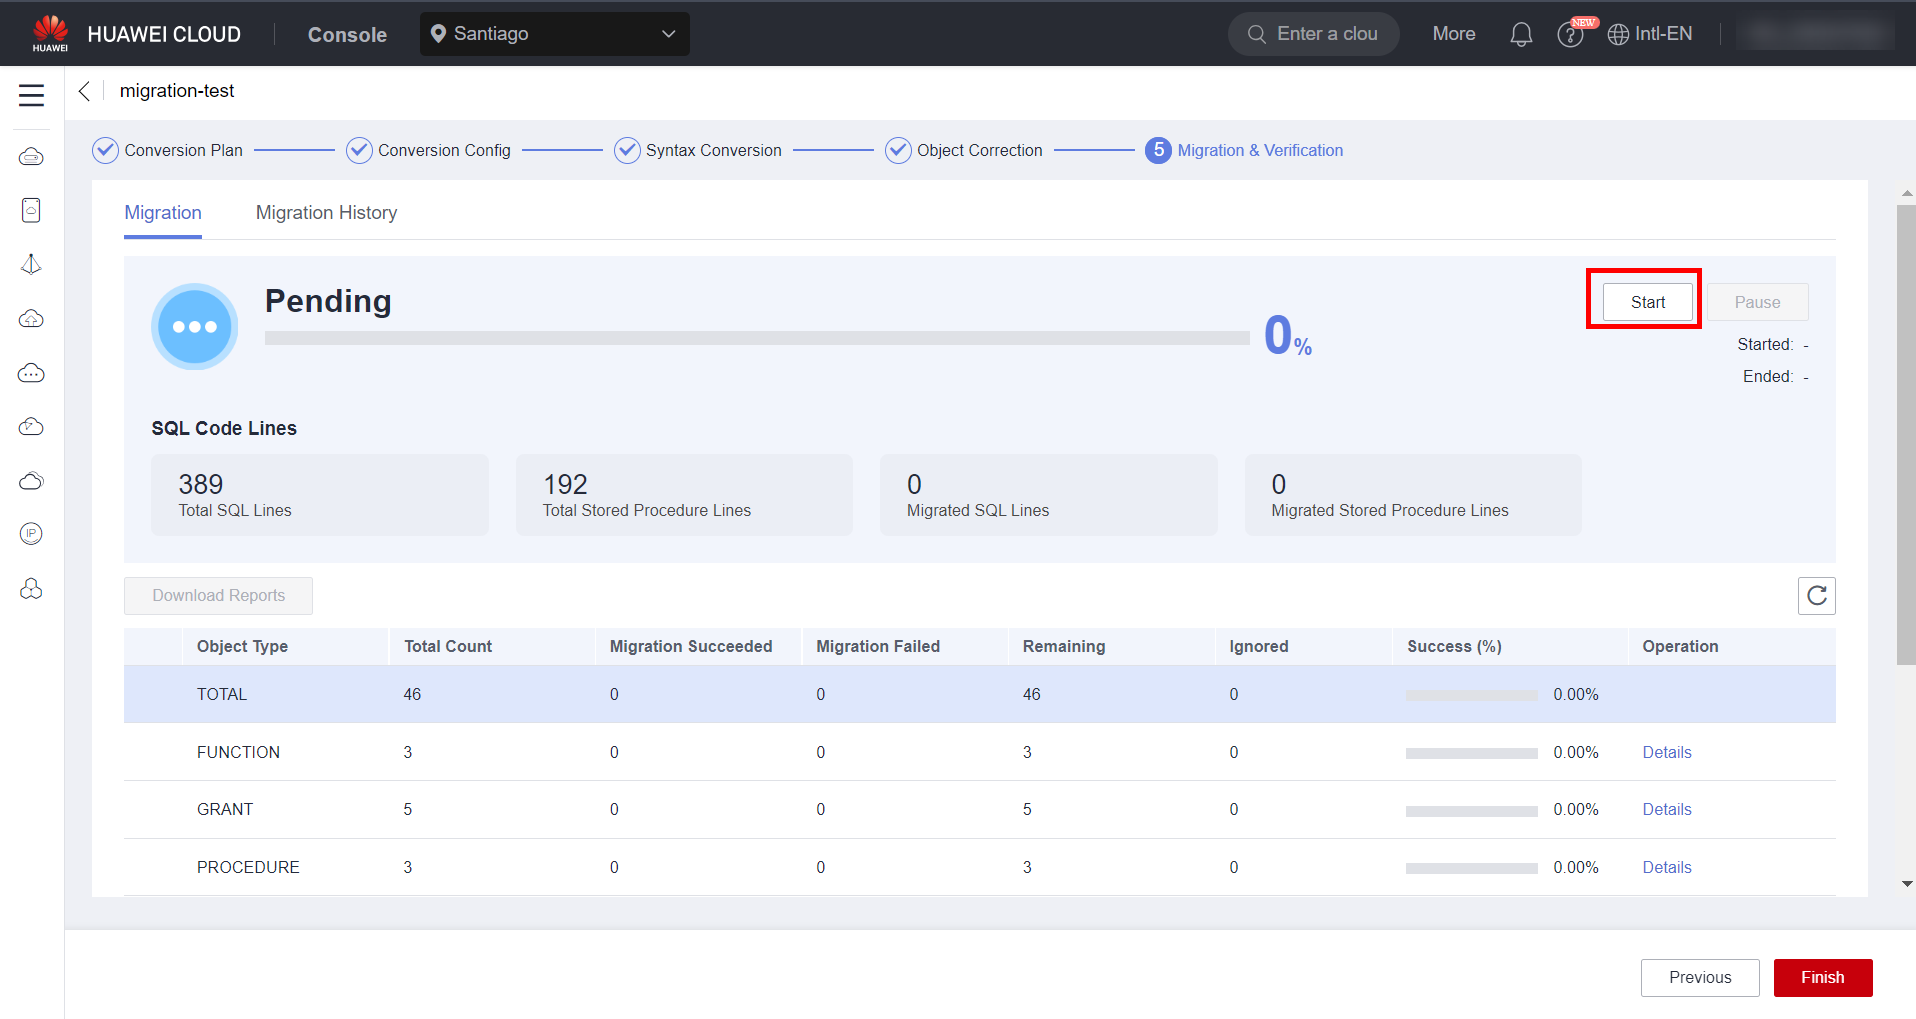 HUAWEI
HUAWEI CLOUD
Console
Santiago
Enter a clou
More
NEW
Intl-EN
migration-test
Conversion Plan
Conversion Config
Syntax Conversion
Object Correction
5 Migration & Verification
Migration
Migration History
Pending
0%
Start
Pause
Started: -
Ended: -
SQL Code Lines
389
Total SQL Lines
192
Total Stored Procedure Lines
0
Migrated SQL Lines
0
Migrated Stored Procedure Lines
IP
Download Reports
Object Type Total Count Migration Succeeded Migration Failed Remaining Ignored Success (%) Operation
TOTAL 46 0 0 46 0 0.00%
FUNCTION 3 0 0 3 0 0.00% Details
GRANT 5 0 0 5 0 0.00% Details
PROCEDURE 3 0 0 3 0 0.00% Details
Previous
Finish